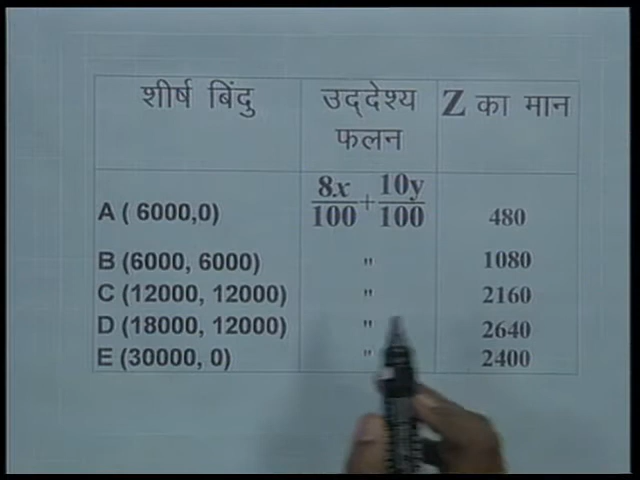 शीर्ष बिंदु उद्देश्य फलन Z का मान
A ( 6000,0) 8x/100 + 10y/100 480
B (6000, 6000) " 1080
C (12000, 12000) " 2160
D (18000, 12000) " 2640
E (30000, 0) " 2400